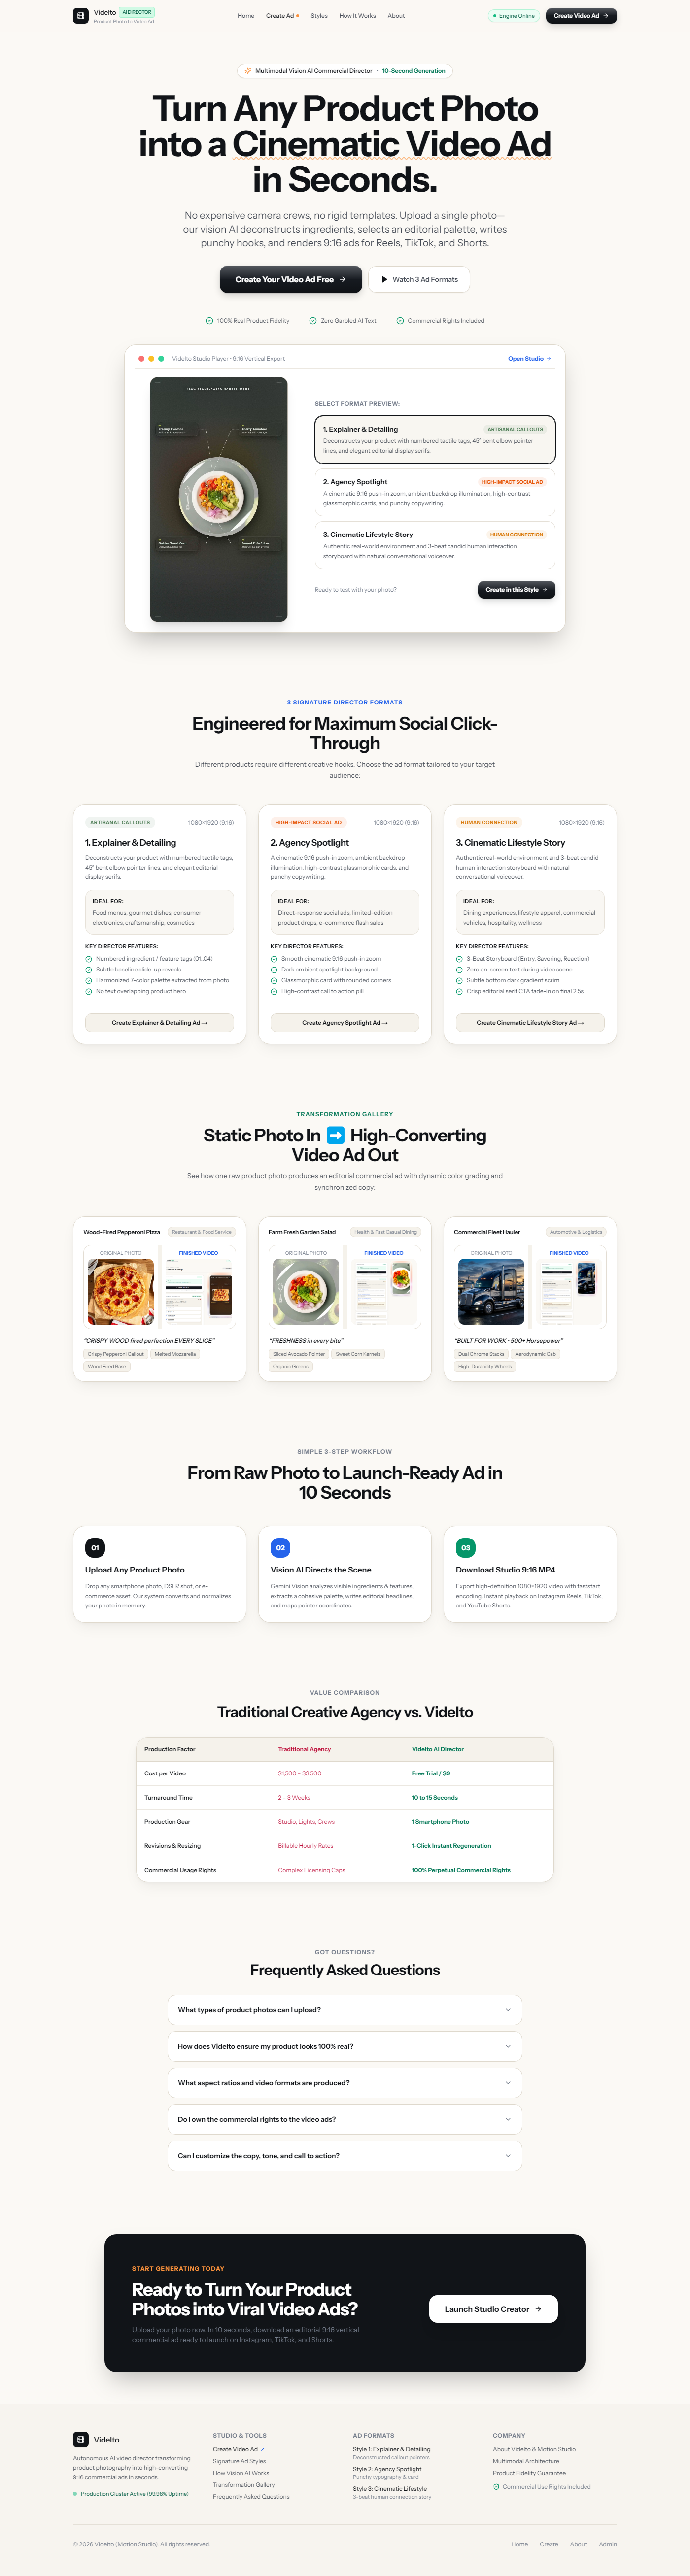 Videlto AI DIRECTOR
Product Photo to Video Ad
Home
Create Ad
Styles
How It Works
About
Engine Online
Create Video Ad →
Multimodal Vision AI Commercial Director • 10-Second Generation
Turn Any Product Photo
into a Cinematic Video Ad
in Seconds.
No expensive camera crews, no rigid templates. Upload a single photo—
our vision AI deconstructs ingredients, selects an editorial palette, writes
punchy hooks, and renders 9:16 ads for Reels, TikTok, and Shorts.
Create Your Video Ad Free →
Watch 3 Ad Formats
100% Real Product Fidelity
Zero Garbled AI Text
Commercial Rights Included
Videlto Studio Player • 9:16 Vertical Export
Open Studio →
100% PLANT-BASED NOURISHMENT
SELECT FORMAT PREVIEW:
1. Explainer & Detailing
ARTISANAL CALLOUTS
Deconstructs your product with numbered tactile tags, 45° bent elbow pointer
lines, and elegant editorial display serifs.
2. Agency Spotlight
HIGH-IMPACT SOCIAL AD
A cinematic 9:16 push-in zoom, ambient backdrop illumination, high-contrast
glassmorphic cards, and punchy copywriting.
3. Cinematic Lifestyle Story
HUMAN CONNECTION
Authentic real-world environment and 3-beat candid human interaction
storyboard with natural conversational voiceover.
Ready to test with your photo?
Create in this Style →
3 SIGNATURE DIRECTOR FORMATS
Engineered for Maximum Social Click-
Through
Different products require different creative hooks. Choose the ad format tailored to your target
audience:
ARTISANAL CALLOUTS
1080×1920 (9:16)
1. Explainer & Detailing
Deconstructs your product with numbered tactile tags,
45° bent elbow pointer lines, and elegant editorial
display serifs.
IDEAL FOR:
Food menus, gourmet dishes, consumer
electronics, craftsmanship, cosmetics
KEY DIRECTOR FEATURES:
Numbered ingredient / feature tags (01..04)
Subtle baseline slide-up reveals
Harmonized 7-color palette extracted from photo
No text overlapping product hero
Create Explainer & Detailing Ad →
HIGH-IMPACT SOCIAL AD
1080×1920 (9:16)
2. Agency Spotlight
A cinematic 9:16 push-in zoom, ambient backdrop
illumination, high-contrast glassmorphic cards, and
punchy copywriting.
IDEAL FOR:
Direct-response social ads, limited-edition
product drops, e-commerce flash sales
KEY DIRECTOR FEATURES:
Smooth cinematic 9:16 push-in zoom
Dark ambient spotlight background
Glassmorphic card with rounded corners
High-contrast call to action pill
Create Agency Spotlight Ad →
HUMAN CONNECTION
1080×1920 (9:16)
3. Cinematic Lifestyle Story
Authentic real-world environment and 3-beat candid
human interaction storyboard with natural
conversational voiceover.
IDEAL FOR:
Dining experiences, lifestyle apparel, commercial
vehicles, hospitality, wellness
KEY DIRECTOR FEATURES:
3-Beat Storyboard (Entry, Savoring, Reaction)
Zero on-screen text during video scene
Subtle bottom dark gradient scrim
Crisp editorial serif CTA fade-in on final 2.5s
Create Cinematic Lifestyle Story Ad →
TRANSFORMATION GALLERY
Static Photo In ➡ High-Converting
Video Ad Out
See how one raw product photo produces an editorial commercial ad with dynamic color grading and
synchronized copy:
Wood-Fired Pepperoni Pizza
Restaurant & Food Service
ORIGINAL PHOTO
FINISHED VIDEO
"CRISPY WOOD fired perfection EVERY SLICE"
Crispy Pepperoni Callout
Melted Mozzarella
Wood Fired Base
Farm Fresh Garden Salad
Health & Fast Casual Dining
ORIGINAL PHOTO
FINISHED VIDEO
"FRESHNESS in every bite"
Sliced Avocado Pointer
Sweet Corn Kernels
Organic Greens
Commercial Fleet Hauler
Automotive & Logistics
ORIGINAL PHOTO
FINISHED VIDEO
"BUILT FOR WORK • 500+ Horsepower"
Dual Chrome Stacks
Aerodynamic Cab
High-Durability Wheels
SIMPLE 3-STEP WORKFLOW
From Raw Photo to Launch-Ready Ad in
10 Seconds
01
Upload Any Product Photo
Drop any smartphone photo, DSLR shot, or e-
commerce asset. Our system converts and normalizes
your photo in memory.
02
Vision AI Directs the Scene
Gemini Vision analyzes visible ingredients & features,
extracts a cohesive palette, writes editorial headlines,
and maps pointer coordinates.
03
Download Studio 9:16 MP4
Export high-definition 1080×1920 video with faststart
encoding. Instant playback on Instagram Reels, TikTok,
and YouTube Shorts.
VALUE COMPARISON
Traditional Creative Agency vs. Videlto
Production Factor
Traditional Agency
Videlto AI Director
Cost per Video
$1,500 - $3,500
Free Trial / $9
Turnaround Time
2 - 3 Weeks
10 to 15 Seconds
Production Gear
Studio, Lights, Crews
1 Smartphone Photo
Revisions & Resizing
Billable Hourly Rates
1-Click Instant Regeneration
Commercial Usage Rights
Complex Licensing Caps
100% Perpetual Commercial Rights
GOT QUESTIONS?
Frequently Asked Questions
What types of product photos can I upload?
How does Videlto ensure my product looks 100% real?
What aspect ratios and video formats are produced?
Do I own the commercial rights to the video ads?
Can I customize the copy, tone, and call to action?
START GENERATING TODAY
Ready to Turn Your Product
Photos into Viral Video Ads?
Upload your photo now. In 10 seconds, download an editorial 9:16 vertical
commercial ad ready to launch on Instagram, TikTok, and Shorts.
Launch Studio Creator →
Videlto
Autonomous AI video director transforming
product photography into high-converting
9:16 commercial ads in seconds.
Production Cluster Active (99.98% Uptime)
STUDIO & TOOLS
Create Video Ad
Signature Ad Styles
How Vision AI Works
Transformation Gallery
Frequently Asked Questions
AD FORMATS
Style 1: Explainer & Detailing
Deconstructed callout pointers
Style 2: Agency Spotlight
Punchy typography & card
Style 3: Cinematic Lifestyle
3-beat human connection story
COMPANY
About Videlto & Motion Studio
Multimodal Architecture
Product Fidelity Guarantee
Commercial Use Rights Included
© 2026 Videlto (Motion Studio). All rights reserved.
Home
Create
About
Admin